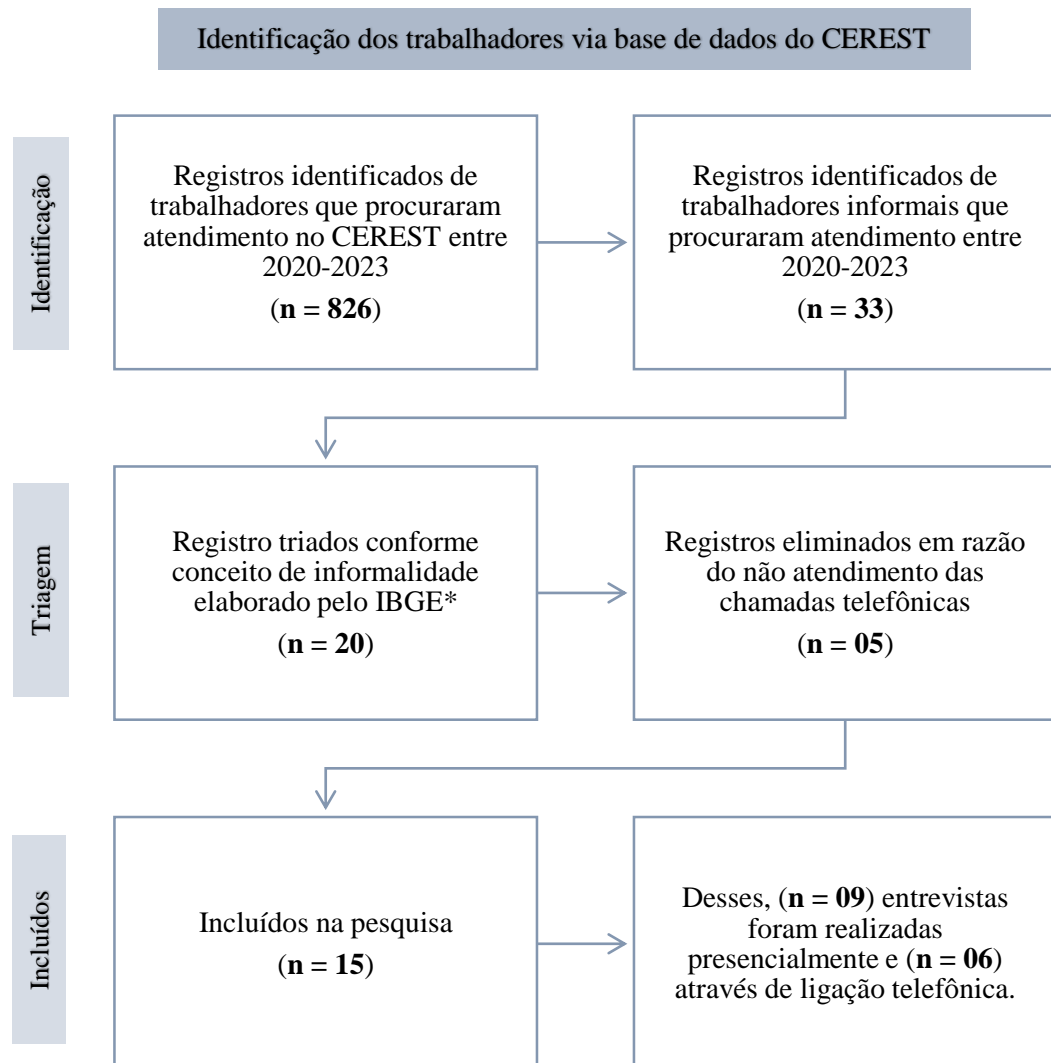 Identificação dos trabalhadores via base de dados do CEREST
Identificação
Registros identificados de
trabalhadores que procuraram
atendimento no CEREST entre
2020-2023
(n = 826)
Registros identificados de
trabalhadores informais que
procuraram atendimento entre
2020-2023
(n = 33)
Triagem
Registro triados conforme
conceito de informalidade
elaborado pelo IBGE*
(n = 20)
Registros eliminados em razão
do não atendimento das
chamadas telefônicas
(n = 05)
Incluídos
Incluídos na pesquisa
(n = 15)
Desses, (n = 09) entrevistas
foram realizadas
presencialmente e (n = 06)
através de ligação telefônica.